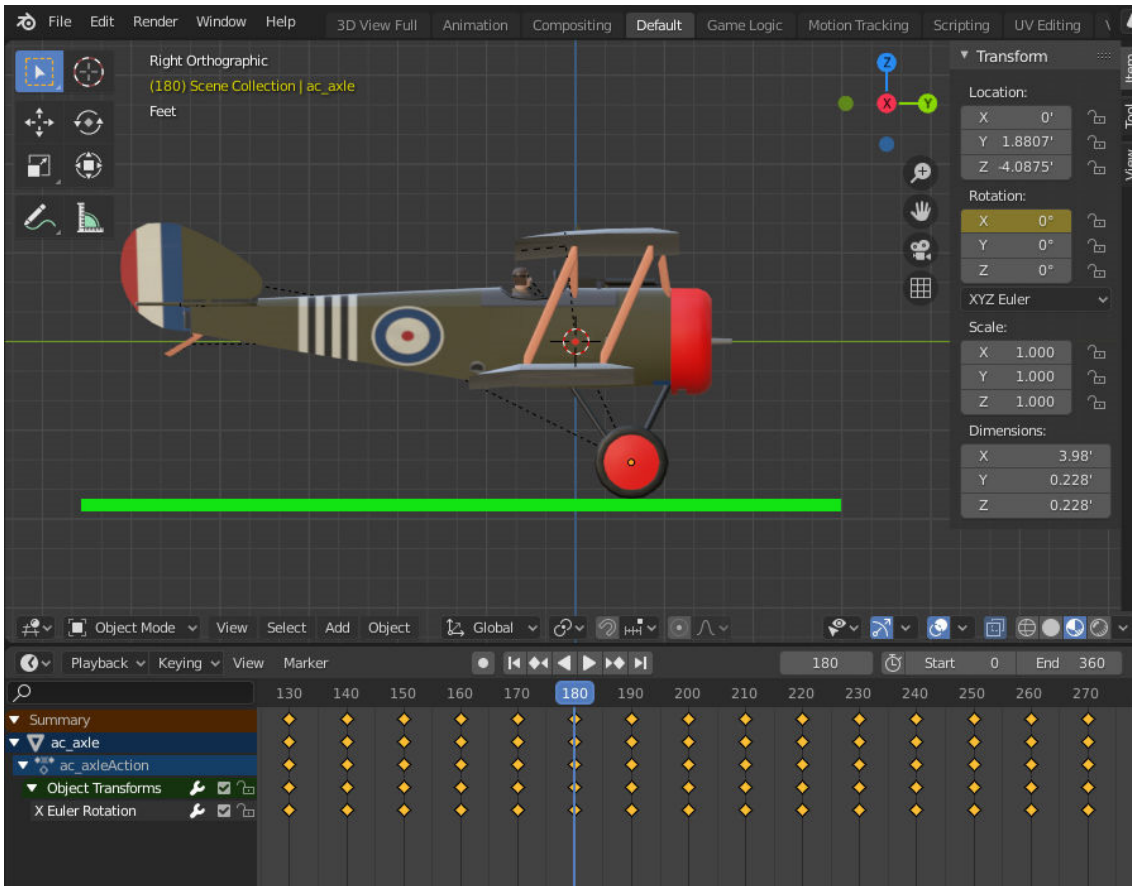 File Edit Render Window Help 3D View Full Animation Compositing Default Game Logic Motion Tracking Scripting UV Editing
Right Orthographic
(180) Scene Collection | ac_axle
Feet
Z
X
Y
Transform
Location:
X 0'
Y 1.8807'
Z -4.0875'
Rotation:
X 0°
Y 0°
Z 0°
XYZ Euler
Scale:
X 1.000
Y 1.000
Z 1.000
Dimensions:
X 3.98'
Y 0.228'
Z 0.228'
Item
Tool
View
Object Mode View Select Add Object Global
Playback Keying View Marker 180 Start 0 End 360
130 140 150 160 170 180 190 200 210 220 230 240 250 260 270
Summary
ac_axle
ac_axleAction
Object Transforms
X Euler Rotation